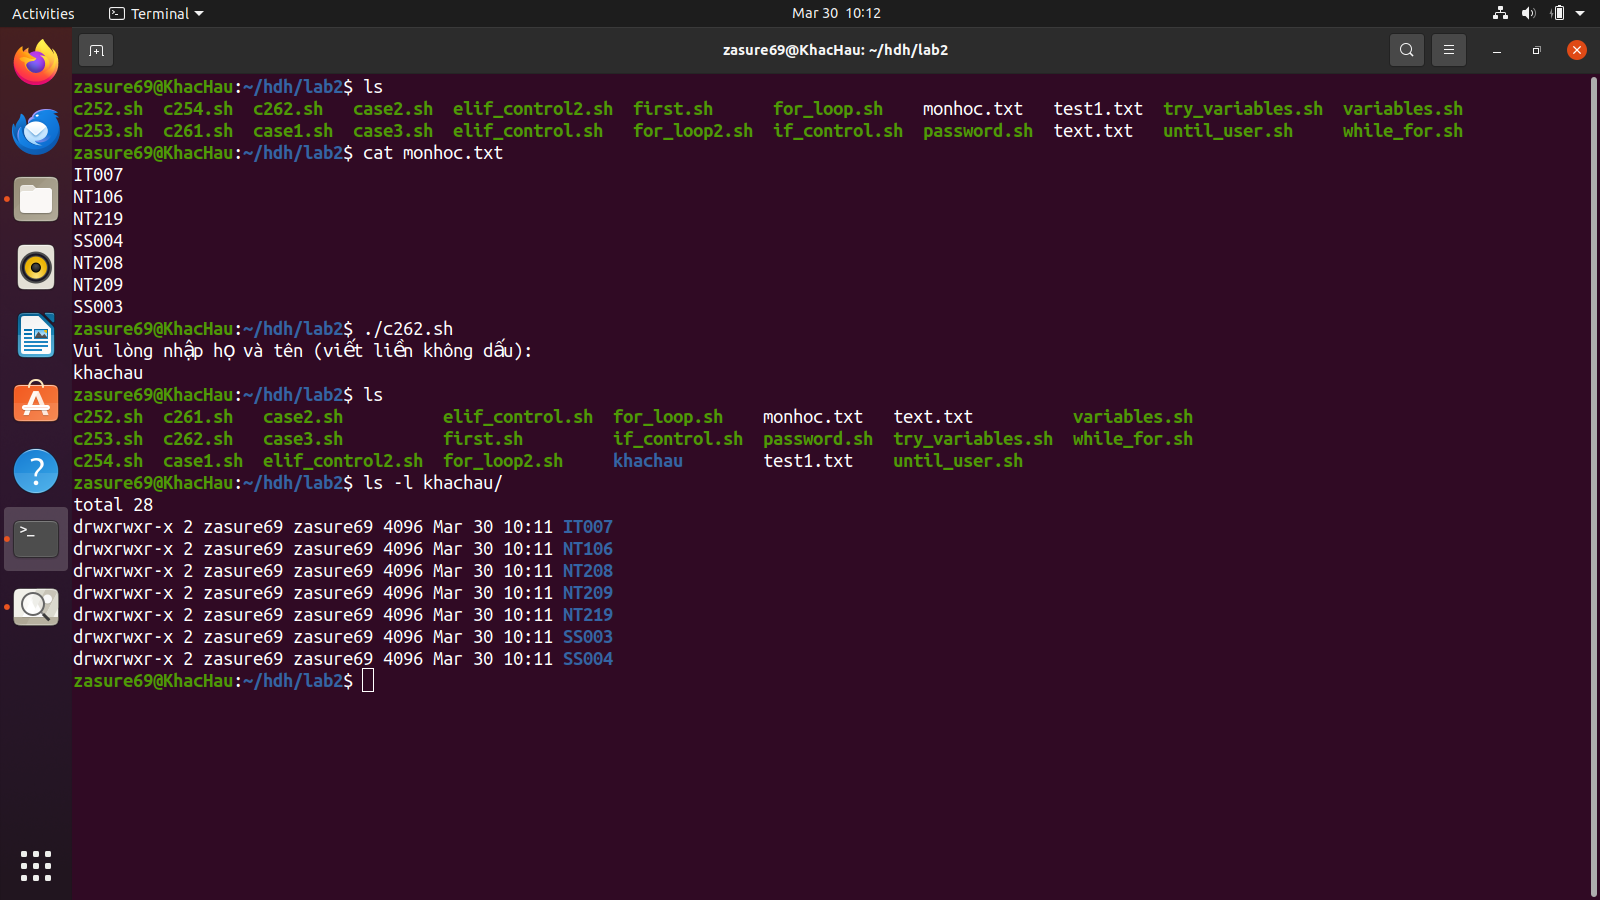 Activities Terminal Mar 30 10:12
zasure69@KhacHau: ~/hdh/lab2
zasure69@KhacHau:~/hdh/lab2$ ls
c252.sh c254.sh c262.sh case2.sh elif_control2.sh first.sh for_loop.sh monhoc.txt test1.txt try_variables.sh variables.sh
c253.sh c261.sh case1.sh case3.sh elif_control.sh for_loop2.sh if_control.sh password.sh text.txt until_user.sh while_for.sh
zasure69@KhacHau:~/hdh/lab2$ cat monhoc.txt
IT007
NT106
NT219
SS004
NT208
NT209
SS003
zasure69@KhacHau:~/hdh/lab2$ ./c262.sh
Vui lòng nhập họ và tên (viết liền không dấu):
khachau
zasure69@KhacHau:~/hdh/lab2$ ls
c252.sh c261.sh case2.sh elif_control.sh for_loop.sh monhoc.txt text.txt variables.sh
c253.sh c262.sh case3.sh first.sh if_control.sh password.sh try_variables.sh while_for.sh
c254.sh case1.sh elif_control2.sh for_loop2.sh khachau test1.txt until_user.sh
zasure69@KhacHau:~/hdh/lab2$ ls -l khachau/
total 28
drwxrwxr-x 2 zasure69 zasure69 4096 Mar 30 10:11 IT007
drwxrwxr-x 2 zasure69 zasure69 4096 Mar 30 10:11 NT106
drwxrwxr-x 2 zasure69 zasure69 4096 Mar 30 10:11 NT208
drwxrwxr-x 2 zasure69 zasure69 4096 Mar 30 10:11 NT209
drwxrwxr-x 2 zasure69 zasure69 4096 Mar 30 10:11 NT219
drwxrwxr-x 2 zasure69 zasure69 4096 Mar 30 10:11 SS003
drwxrwxr-x 2 zasure69 zasure69 4096 Mar 30 10:11 SS004
zasure69@KhacHau:~/hdh/lab2$